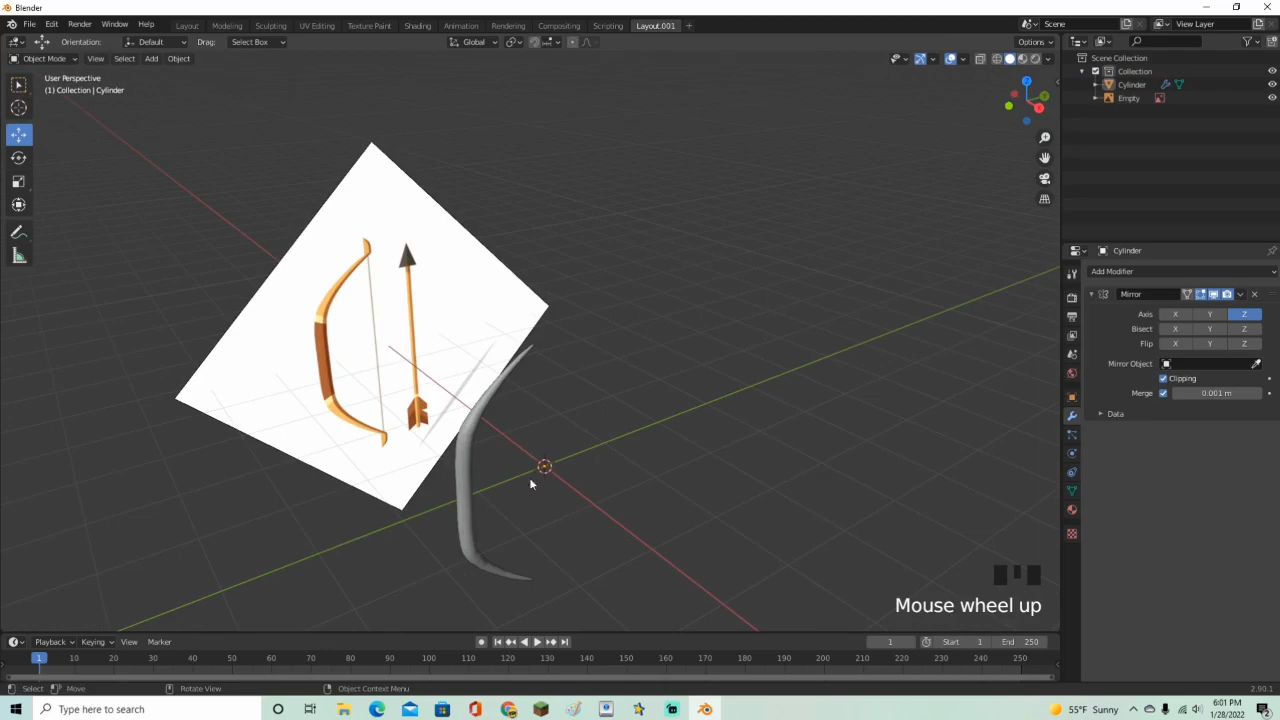 Blender
File Edit Render Window Help Layout Modeling Sculpting UV Editing Texture Paint Shading Animation Rendering Compositing Scripting Layout.001 + Scene View Layer
Orientation: Default Drag: Select Box Global Options
Object Mode View Select Add Object
User Perspective
(1) Collection | Cylinder
Scene Collection
Collection
Cylinder
Empty
Cylinder
Add Modifier
Mirror
Axis X Y Z
Bisect X Y Z
Flip X Y Z
Mirror Object
Clipping
Merge 0.001 m
Data
Mouse wheel up
Playback Keying View Marker 1 Start 1 End 250
1 10 20 30 40 50 60 70 80 90 100 110 120 130 140 150 160 170 180 190 200 210 220 230 240 250
Select Move Rotate View Object Context Menu 2.90.1
Type here to search 55°F Sunny 6:01 PM
1/28/2022